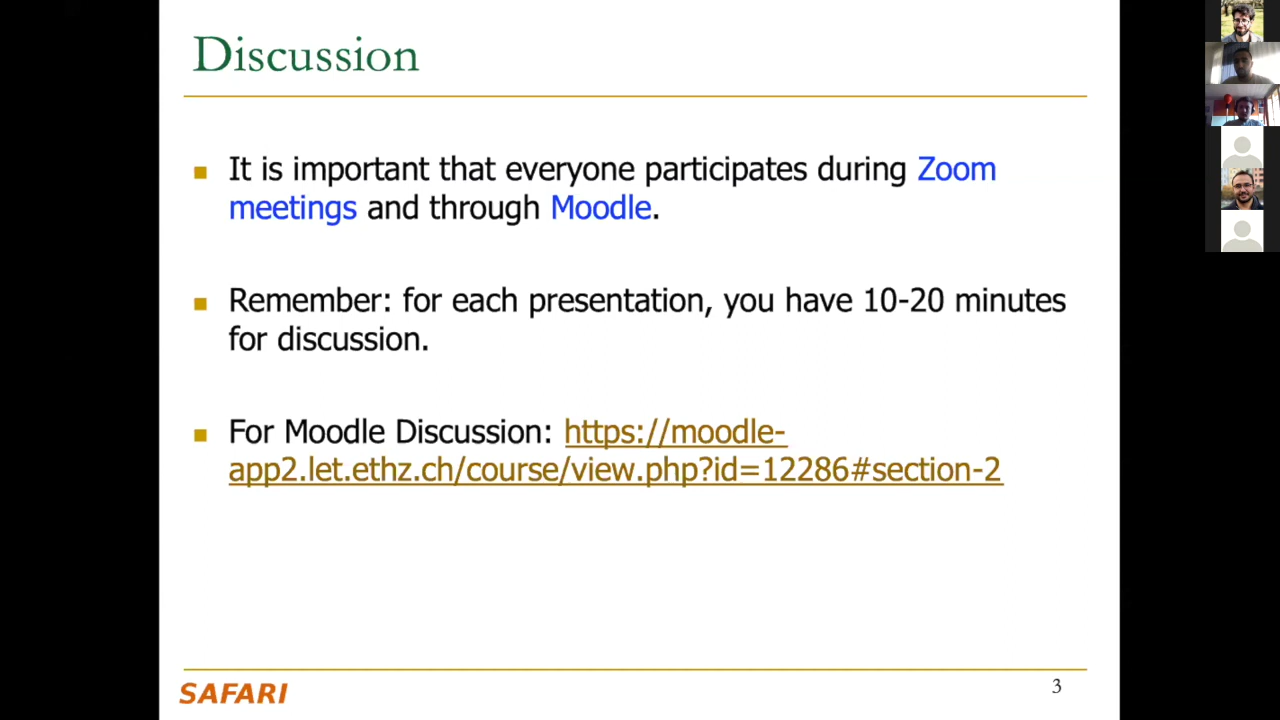 Discussion
It is important that everyone participates during Zoom
meetings and through Moodle.
Remember: for each presentation, you have 10-20 minutes
for discussion.
For Moodle Discussion: https://moodle-
app2.let.ethz.ch/course/view.php?id=12286#section-2
SAFARI
3